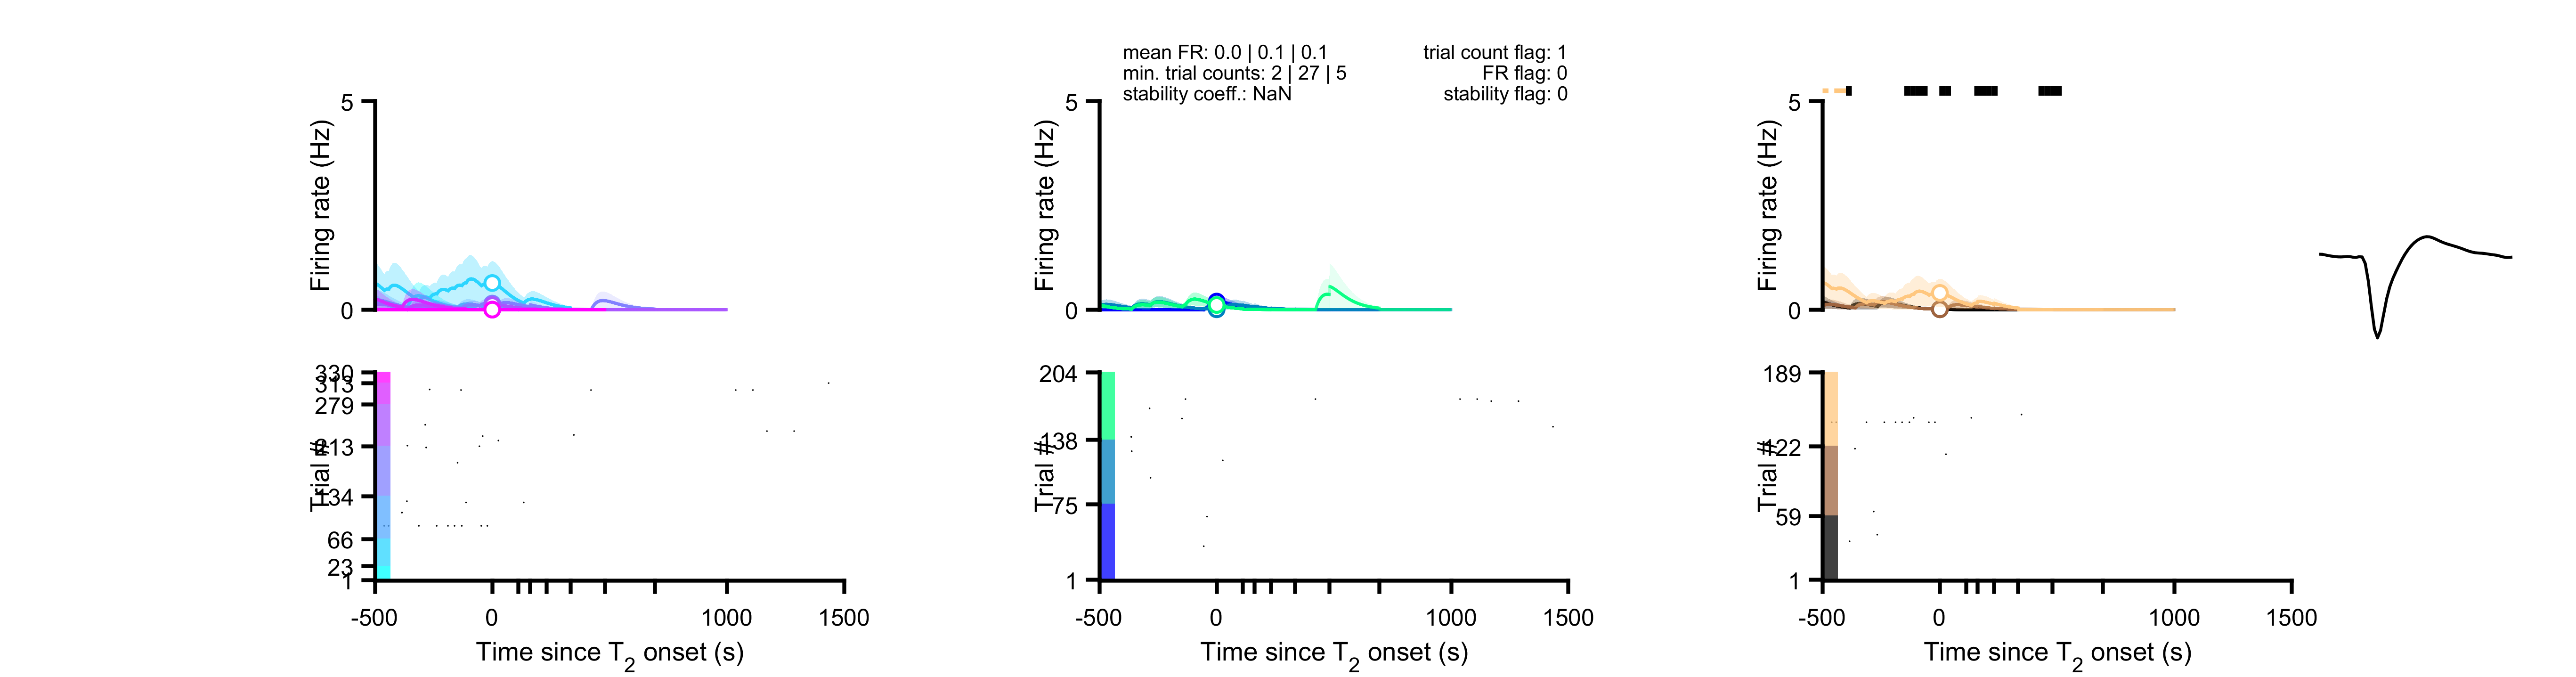 mean FR: 0.0 | 0.1 | 0.1
min. trial counts: 2 | 27 | 5
stability coeff.: NaN
trial count flag: 1
FR flag: 0
stability flag: 0
5
0
Firing rate (Hz)
5
0
Firing rate (Hz)
5
0
Firing rate (Hz)
330
313
279
213
134
66
23
1
Trial #
-500
0
1000
1500
Time since T2 onset (s)
204
138
75
1
Trial #
-500
0
1000
1500
Time since T2 onset (s)
189
122
59
1
Trial #
-500
0
1000
1500
Time since T2 onset (s)